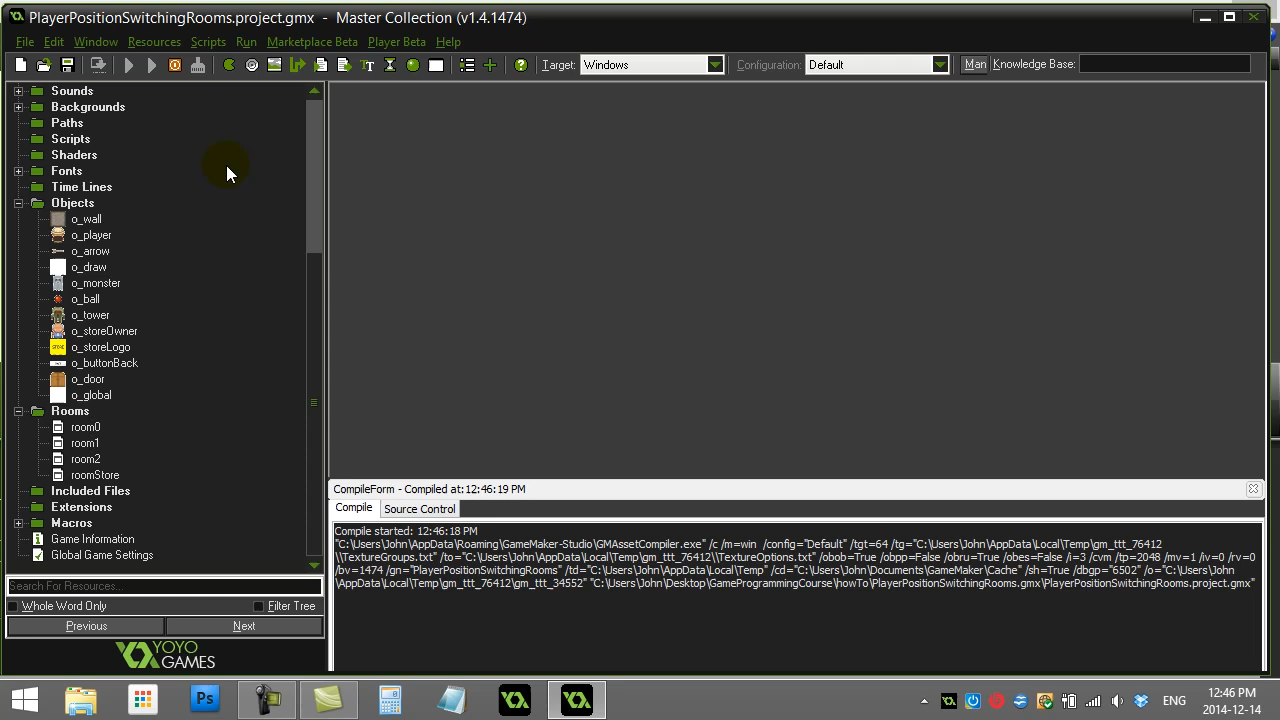 PlayerPositionSwitchingRooms.project.gmx - Master Collection (v1.4.1474)
File Edit Window Resources Scripts Run Marketplace Beta Player Beta Help
Target: Windows Configuration: Default Man Knowledge Base:
Sounds
Backgrounds
Paths
Scripts
Shaders
Fonts
Time Lines
Objects
o_wall
o_player
o_arrow
o_draw
o_monster
o_ball
o_tower
o_storeOwner
o_storeLogo
o_buttonBack
o_door
o_global
Rooms
room0
room1
room2
roomStore
Included Files
Extensions
Macros
Game Information
Global Game Settings
Search For Resources...
Whole Word Only Filter Tree
Previous Next
YOYO
GAMES
CompileForm - Compiled at:12:46:19 PM
Compile Source Control
Compile started: 12:46:18 PM
"C:\Users\John\AppData\Roaming\GameMaker-Studio\GMAssetCompiler.exe" /c /m=win /config="Default" /tgt=64 /tg="C:\Users\John\AppData\Local\Temp\gm_ttt_76412
\\TextureGroups.txt" /to="C:\Users\John\AppData\Local\Temp\gm_ttt_76412\\TextureOptions.txt" /obob=True /obpp=False /obru=True /obes=False /i=3 /cvm /tp=2048 /mv=1 /iv=0 /rv=0
/bv=1474 /gn="PlayerPositionSwitchingRooms" /td="C:\Users\John\AppData\Local\Temp" /cd="C:\Users\John\Documents\GameMaker\Cache" /sh=True /dbgp="6502" /o="C:\Users\John
\AppData\Local\Temp\gm_ttt_76412\gm_ttt_34552" "C:\Users\John\Desktop\GameProgrammingCourse\howTo\PlayerPositionSwitchingRooms.gmx\PlayerPositionSwitchingRooms.project.gmx"
Ps
ENG
12:46 PM
2014-12-14